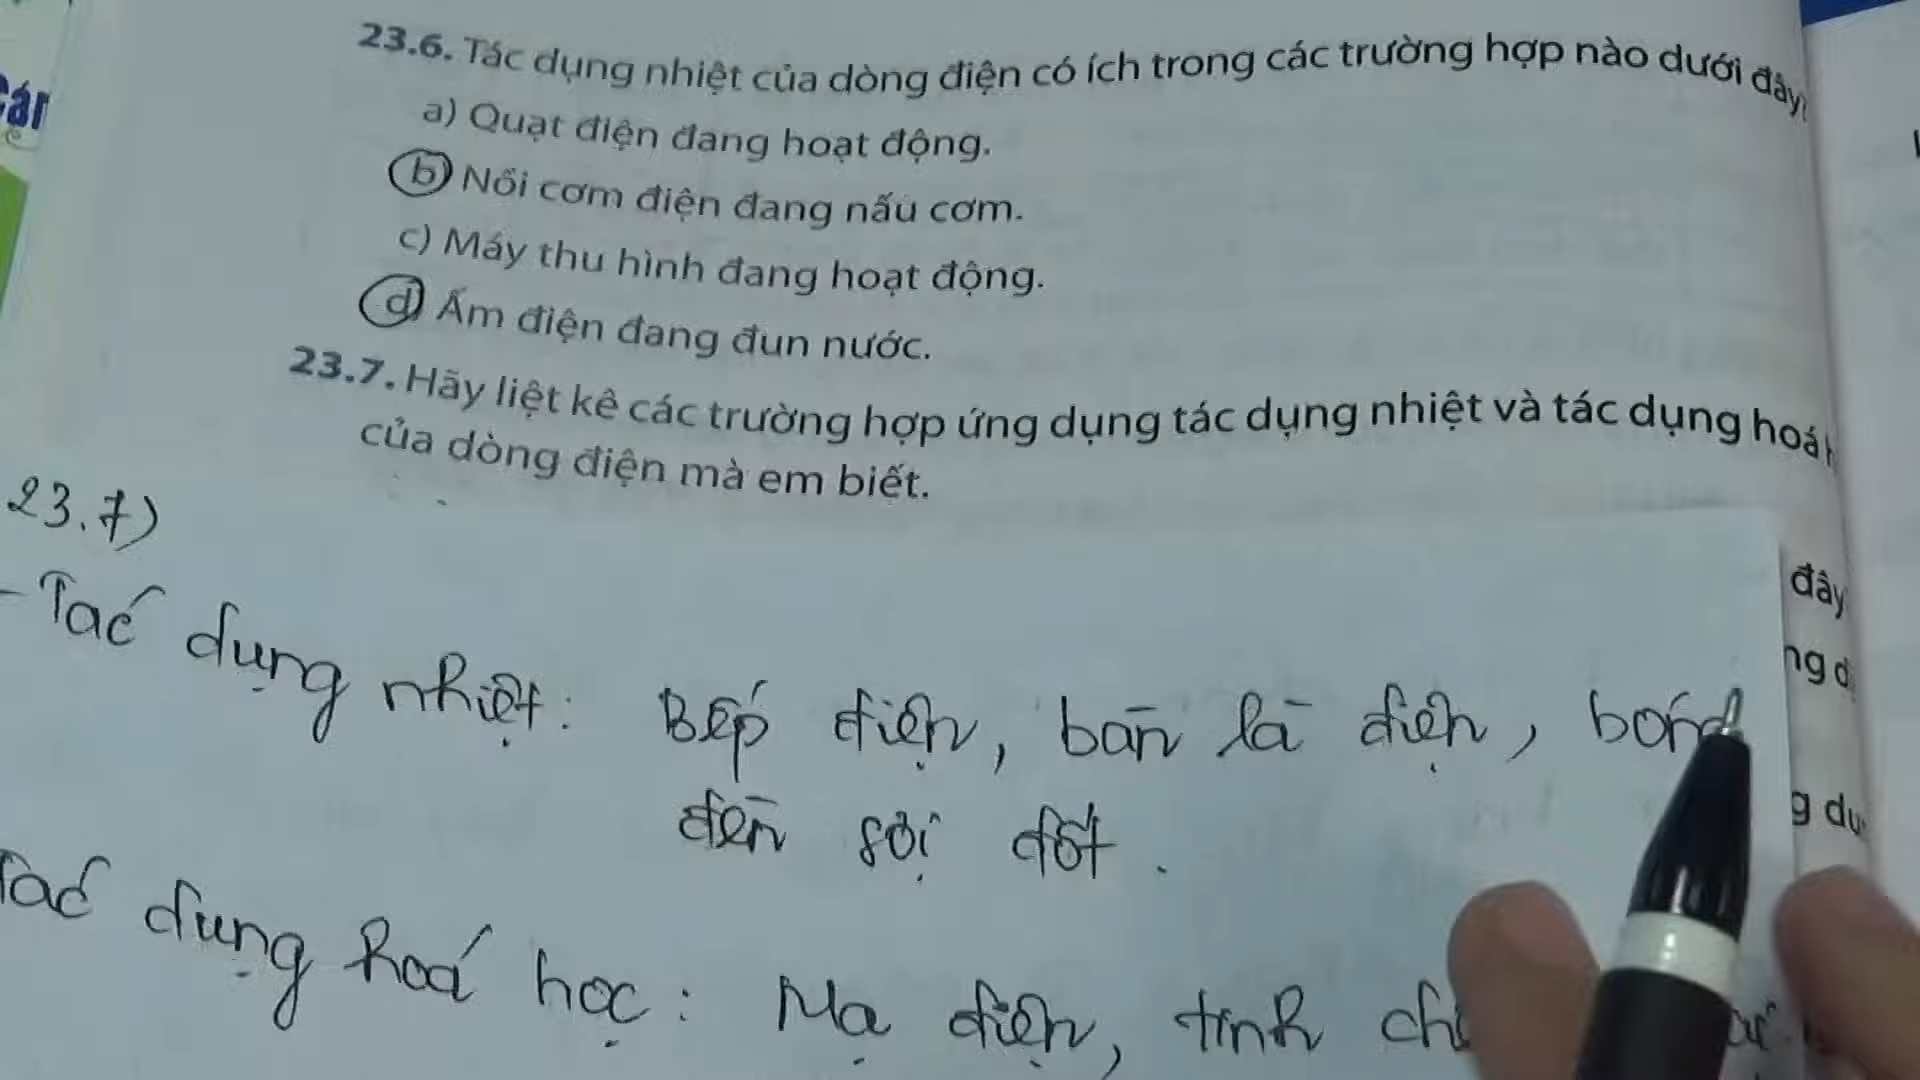 23.6. Tác dụng nhiệt của dòng điện có ích trong các trường hợp nào dưới đây?
a) Quạt điện đang hoạt động.
b) Nồi cơm điện đang nấu cơm.
c) Máy thu hình đang hoạt động.
d) Ấm điện đang đun nước.
23.7. Hãy liệt kê các trường hợp ứng dụng tác dụng nhiệt và tác dụng hoá
của dòng điện mà em biết.
23.7)
- Tác dụng nhiệt: Bếp điện, bàn là điện,
đèn sợi đốt.
Tác dụng hoá học: Mạ điện, tinh
đây